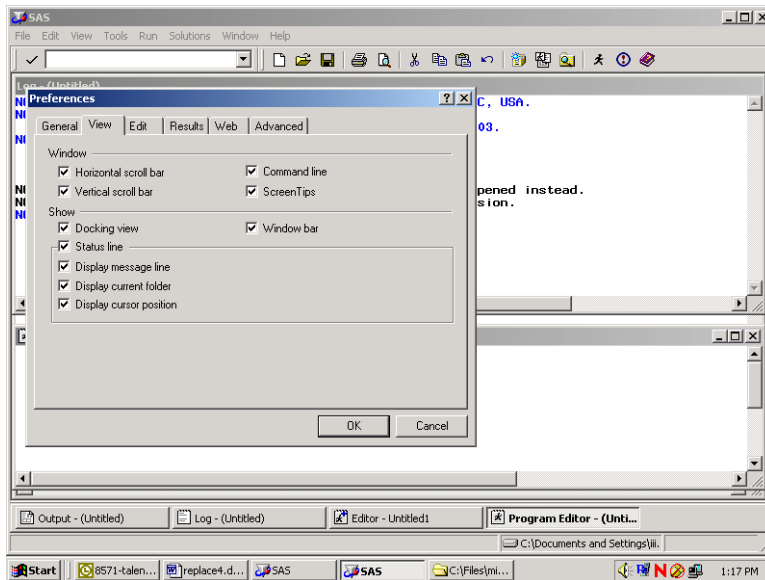 SAS
File Edit View Tools Run Solutions Window Help
Log - (Untitled)
Preferences
C, USA.
03.
pened instead.
sion.
General View Edit Results Web Advanced
Window
Horizontal scroll bar Command line
Vertical scroll bar ScreenTips
Show
Docking view Window bar
Status line
Display message line
Display current folder
Display cursor position
OK Cancel
Output - (Untitled) Log - (Untitled) Editor - Untitled1 Program Editor - (Unti...
C:\Documents and Settings\iii.
Start 8571-talen... replace4.d... SAS SAS C:\Files\mi... 1:17 PM